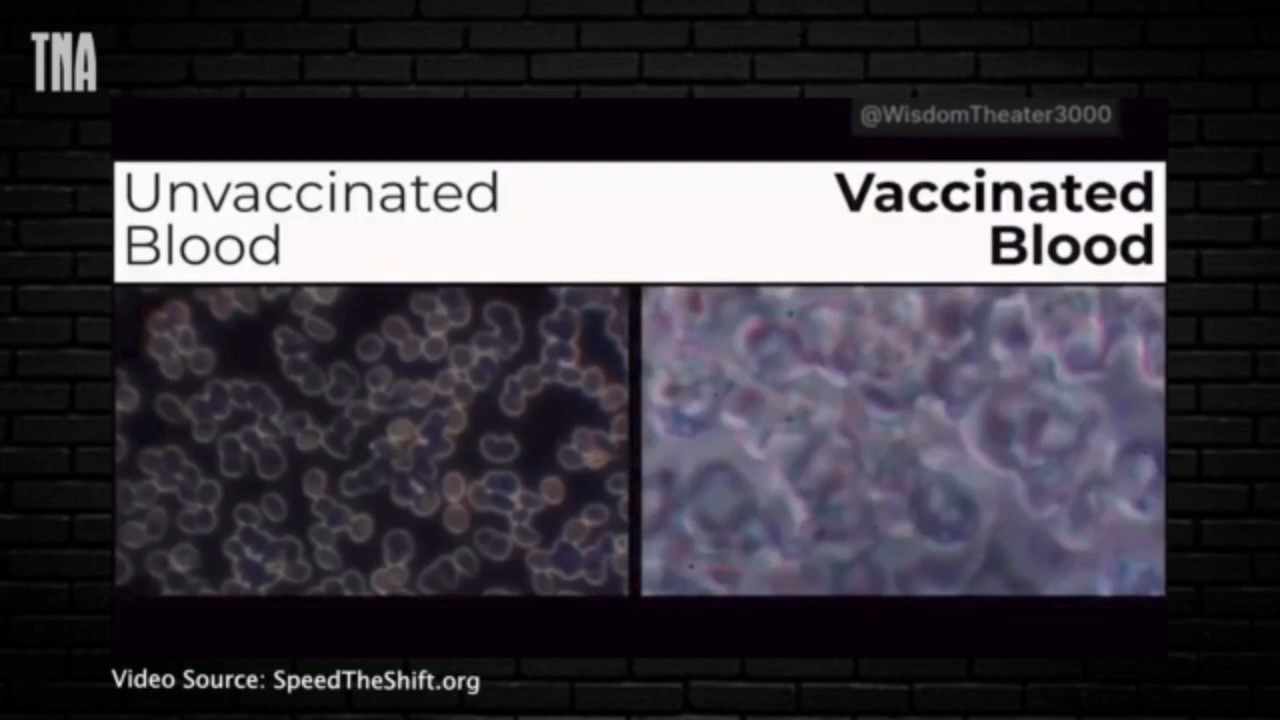 TNA
@WisdomTheater3000
Unvaccinated
Blood
Vaccinated
Blood
Video Source: SpeedTheShift.org